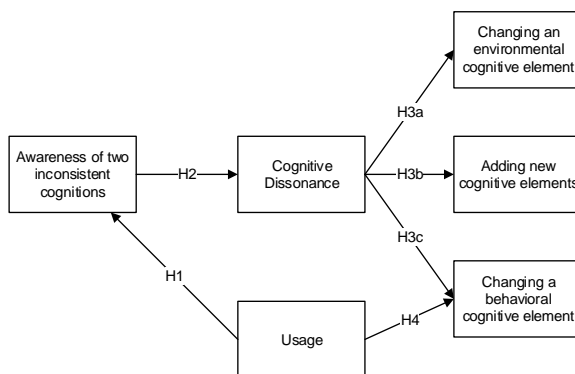 Changing an
environmental
cognitive element
H3a
Awareness of two
inconsistent
cognitions
H2
Cognitive
Dissonance
H3b
Adding new
cognitive elements
H3c
H1
Changing a
behavioral
cognitive element
Usage
H4